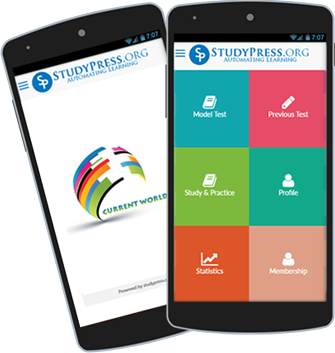 7:07
STUDYPRESS.ORG
AUTOMATING LEARNING
CURRENT WORLD
Powered by studypress.
7:07
SP STUDYPRESS.ORG
AUTOMATING LEARNING
Model Test
Previous Test
Study & Practice
Profile
Statistics
Membership